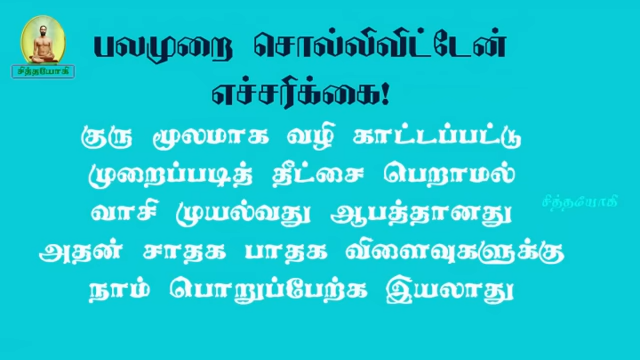 சித்தயோகி
பலமுறை சொல்லிவிட்டேன்
எச்சரிக்கை!
குரு மூலமாக வழி காட்டப்பட்டு
முறைப்படித் தீட்சை பெறாமல்
வாசி முயல்வது ஆபத்தானது
சித்தயோகி
அதன் சாதக பாதக விளைவுகளுக்கு
நாம் பொறுப்பேற்க இயலாது